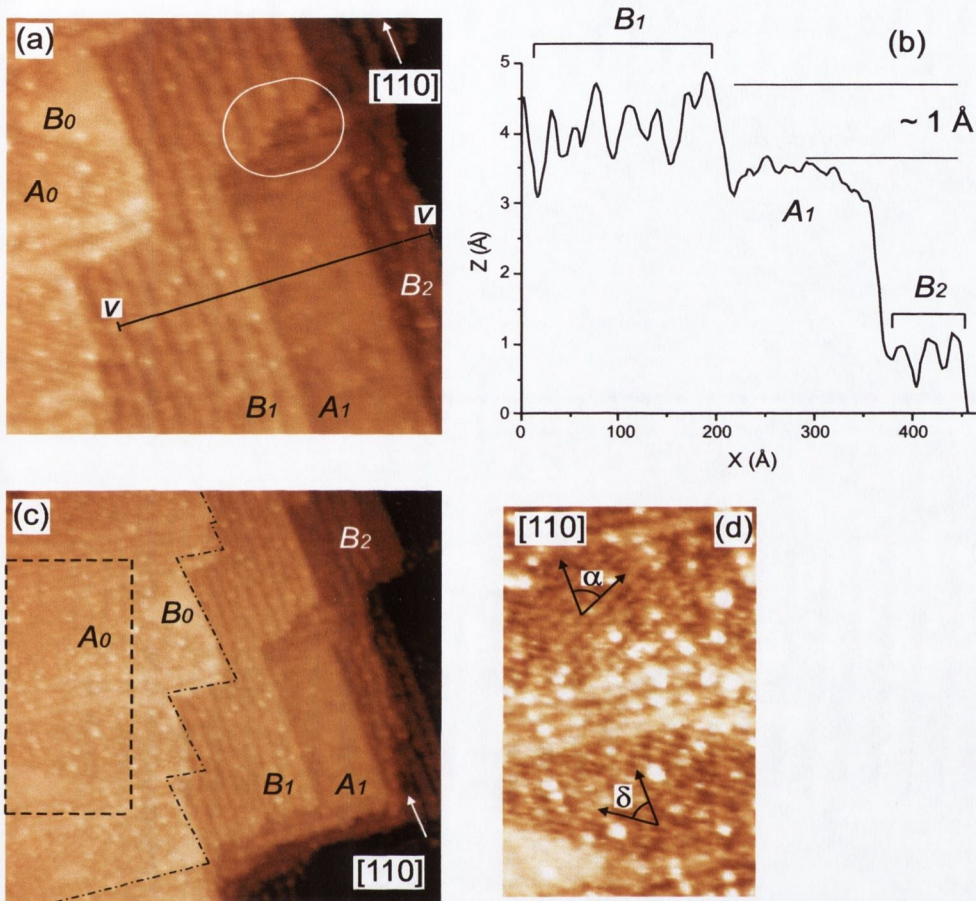 (a)
[110]
B0
A0
v
v
B2
B1
A1
B1
(b)
5
4
3
2
1
0
Z (Å)
~ 1 Å
A1
B2
0
100
200
300
400
X (Å)
(c)
B2
B0
A0
B1
A1
[110]
[110]
(d)
α
δ